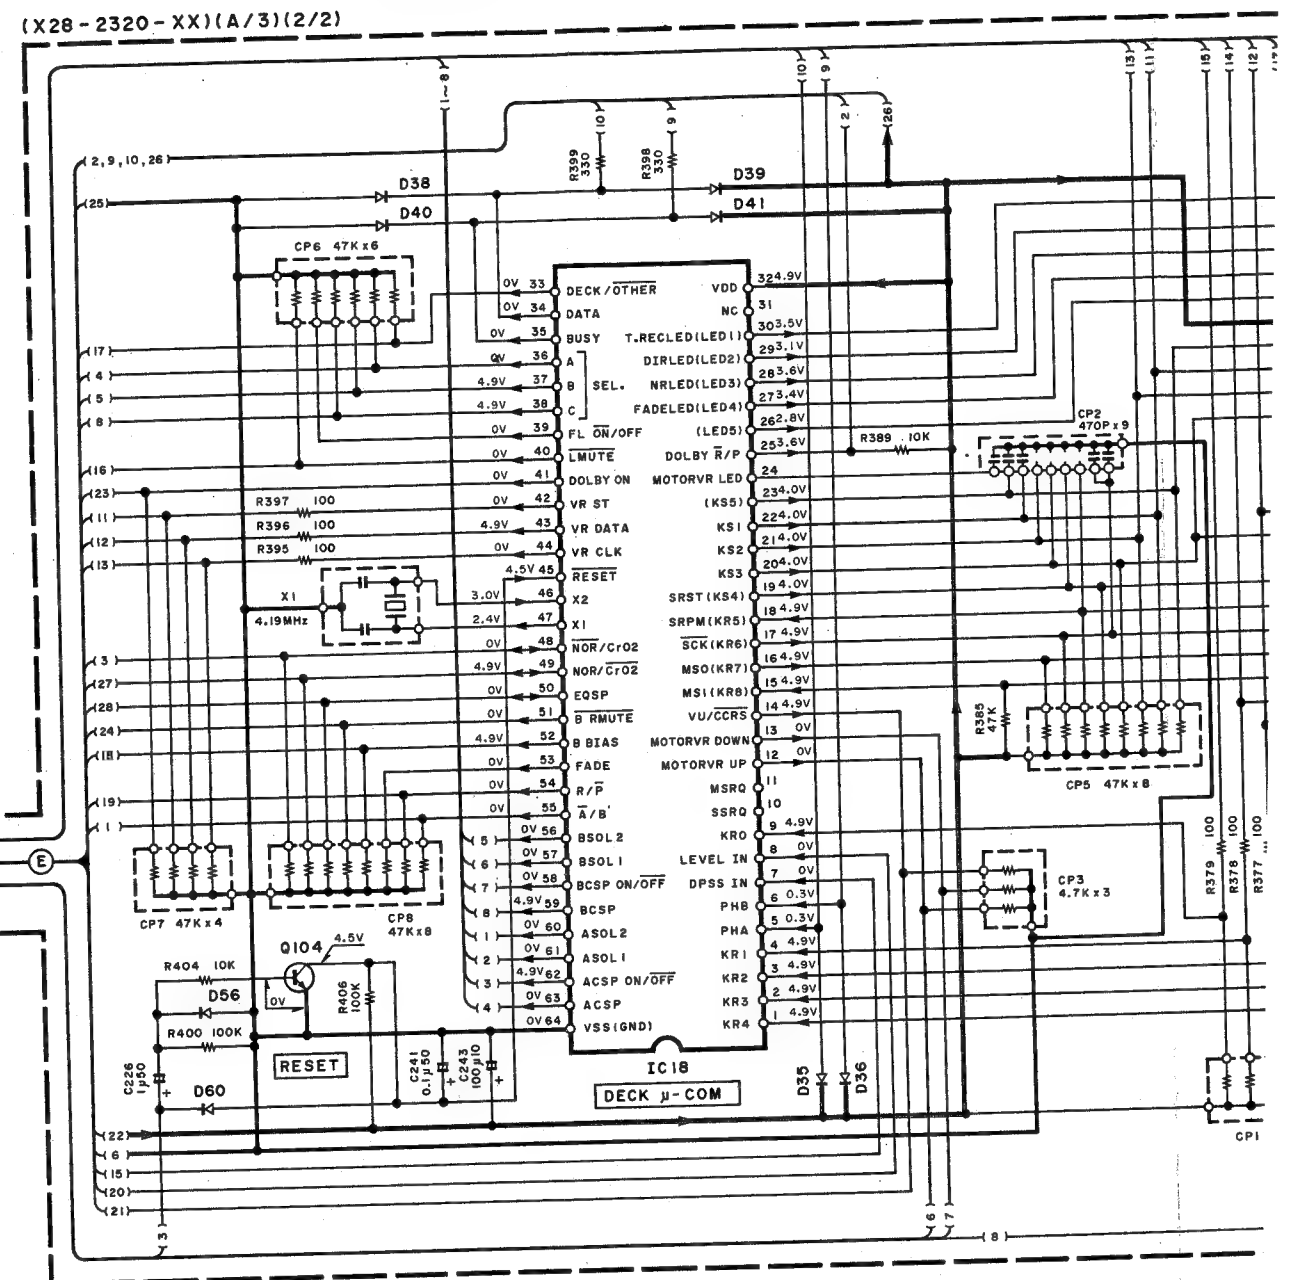 (X28-2320-XX)(A/3)(2/2)
(1~8)
(10)
(9)
(13)
(11)
(15)
(14)
(12)
(10)
(9)
(2)
(26)
(2,9,10,26)
R399 330
R398 330
D38
D39
(25)
D40
D41
CP6 47K x6
0V 33 DECK/OTHER
0V 34 DATA
0V 35 BUSY
0V 36 A
4.9V 37 B SEL.
4.9V 38 C
0V 39 FL ON/OFF
0V 40 LMUTE
0V 41 DOLBY ON
0V 42 VR ST
4.9V 43 VR DATA
0V 44 VR CLK
4.5V 45 RESET
3.0V 46 X2
2.4V 47 X1
0V 48 NOR/CrO2
4.9V 49 NOR/CrO2
0V 50 EQSP
0V 51 B RMUTE
4.9V 52 B BIAS
0V 53 FADE
0V 54 R/P
0V 55 A/B
(5) 0V 56 BSOL2
(6) 0V 57 BSOL1
(7) 0V 58 BCSP ON/OFF
(8) 4.9V 59 BCSP
(1) 0V 60 ASOL2
(2) 0V 61 ASOL1
(3) 4.9V 62 ACSP ON/OFF
(4) 0V 63 ACSP
0V 64 VSS(GND)
VDD 32 4.9V
NC 31
T.RECLED(LED1) 30 3.5V
DIRLED(LED2) 29 3.1V
NRLED(LED3) 28 3.6V
FADELED(LED4) 27 3.4V
(LED5) 26 2.8V
DOLBY R/P 25 3.6V
MOTORVR LED 24
(KS5) 23 4.0V
KS1 22 4.0V
KS2 21 4.0V
KS3 20 4.0V
SRST(KS4) 19 4.0V
SRPM(KR5) 18 4.9V
SCK(KR6) 17 4.9V
MSO(KR7) 16 4.9V
MS1(KR8) 15 4.9V
VU/CCRS 14 4.9V
MOTORVR DOWN 13 0V
MOTORVR UP 12 0V
MSRQ 11
SSRQ 10
KR0 9 4.9V
LEVEL IN 8 0V
DPSS IN 7 0V
PHB 6 0.3V
PHA 5 0.3V
KR1 4 4.9V
KR2 3 4.9V
KR3 2 4.9V
KR4 1 4.9V
IC18
DECK μ-COM
(17)
(4)
(5)
(8)
(16)
(23)
(11)
(12)
(13)
R397 100
R396 100
R395 100
X1
4.19MHz
(3)
(27)
(28)
(24)
(18)
(19)
(1)
E
CP7 47K x4
CP8
47K x8
Q104
4.5V
R404 10K
0V
D56
R400 100K
R406 100K
RESET
C226 1μ50
+
D60
C241 0.1μ50
+
C243 100μ10
+
(22)
(6)
(15)
(20)
(21)
(3)
R389 10K
CP2
470P x9
R385 47K
CP5 47K x8
CP3
4.7K x3
R379 100
R378 100
R377 100
D35
D36
CP1
(6)
(7)
(8)